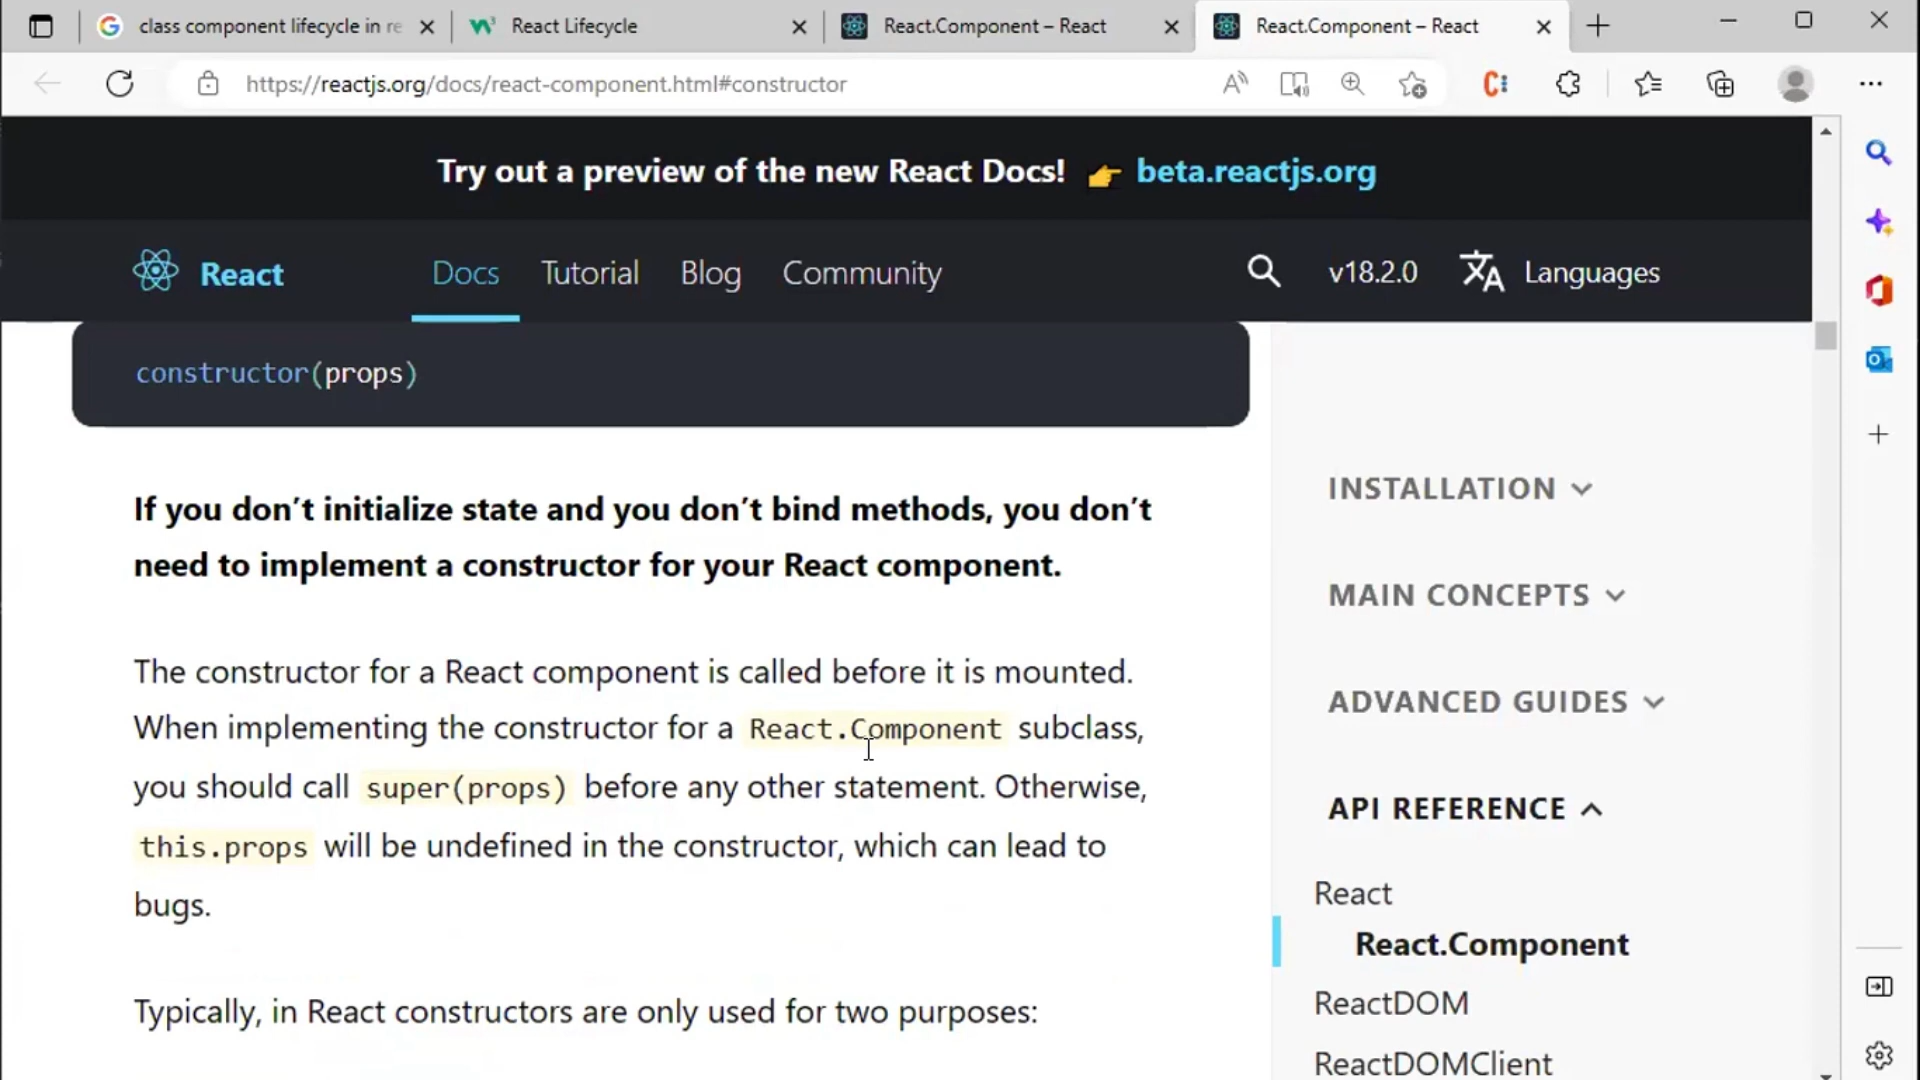 class component lifecycle in re
React Lifecycle
React.Component – React
React.Component – React
https://reactjs.org/docs/react-component.html#constructor
Try out a preview of the new React Docs! 👉 beta.reactjs.org
React
Docs
Tutorial
Blog
Community
v18.2.0
Languages
constructor(props)
If you don’t initialize state and you don’t bind methods, you don’t
need to implement a constructor for your React component.
The constructor for a React component is called before it is mounted.
When implementing the constructor for a React.Component subclass,
you should call super(props) before any other statement. Otherwise,
this.props will be undefined in the constructor, which can lead to
bugs.
Typically, in React constructors are only used for two purposes:
INSTALLATION
MAIN CONCEPTS
ADVANCED GUIDES
API REFERENCE
React
React.Component
ReactDOM
ReactDOMClient